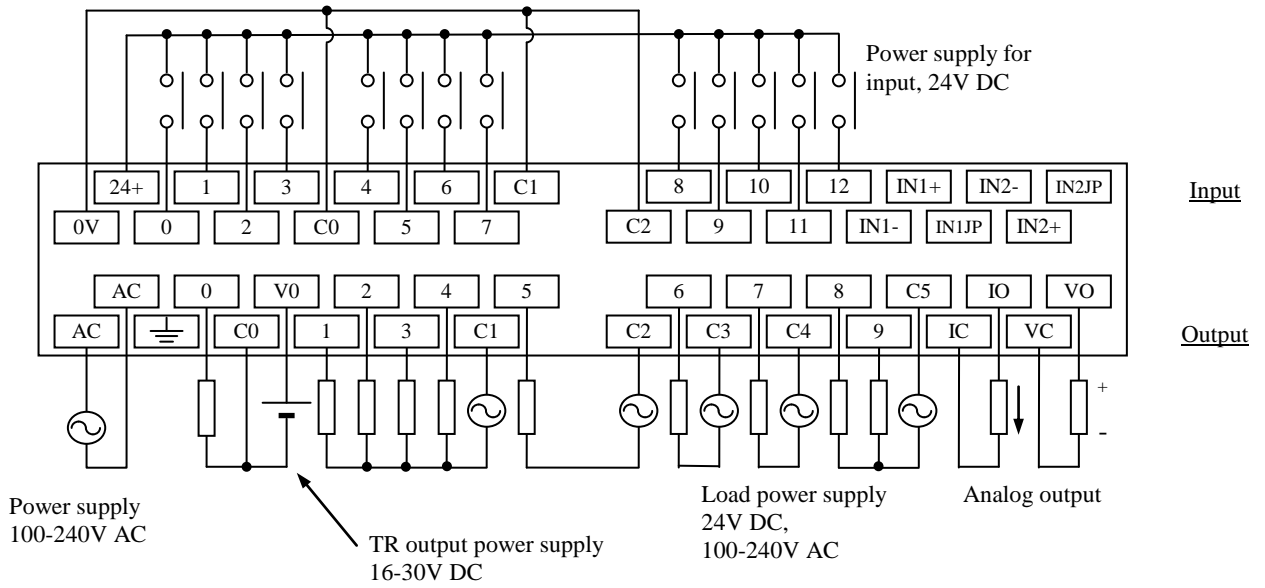 Power supply for
input, 24V DC
24+ 1 3 4 6 C1 8 10 12 IN1+ IN2- IN2JP
Input
0V 0 2 C0 5 7 C2 9 11 IN1- IN1JP IN2+
AC 0 V0 2 4 5 6 7 8 C5 IO VO
AC C0 1 3 C1 C2 C3 C4 9 IC VC
Output
+
-
Power supply
100-240V AC
Load power supply
24V DC,
100-240V AC
Analog output
TR output power supply
16-30V DC